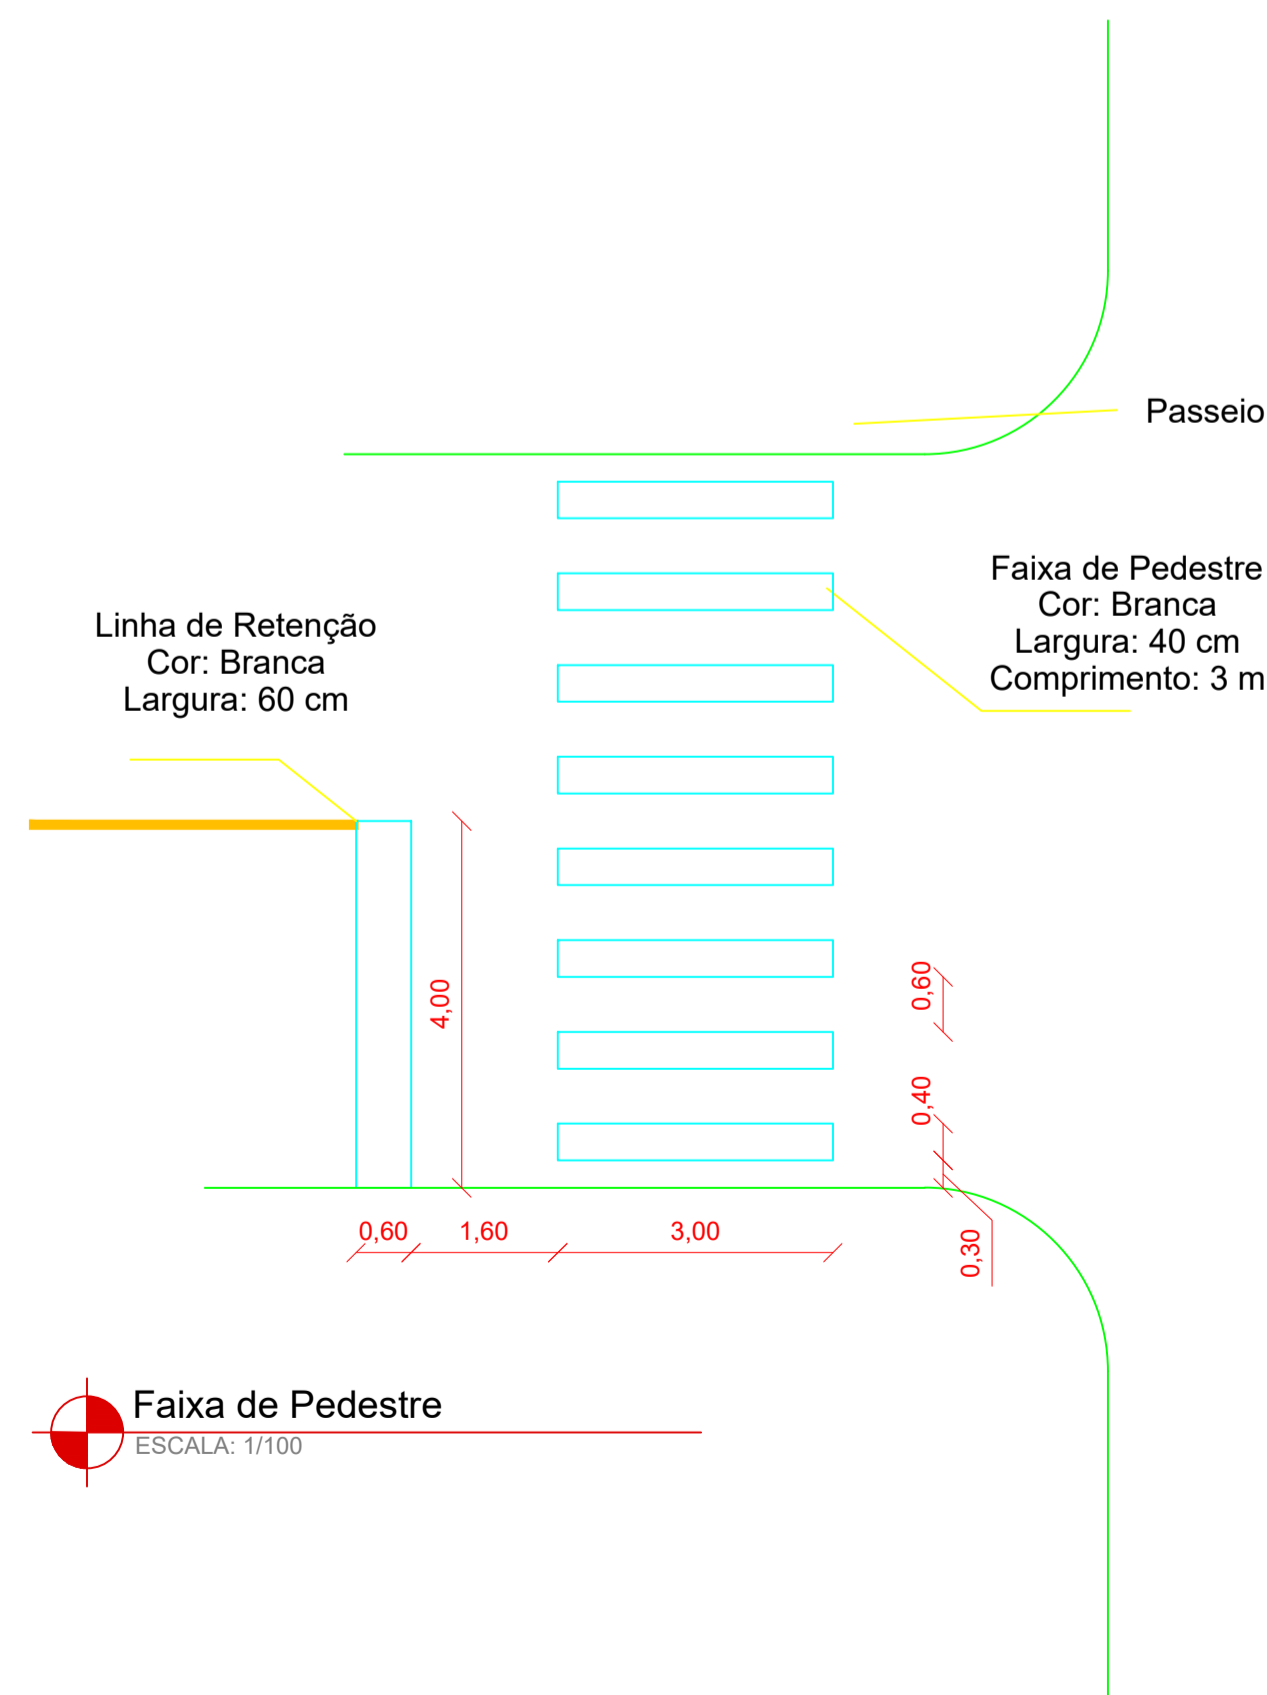 Passeio
Faixa de Pedestre
Cor: Branca
Largura: 40 cm
Comprimento: 3 m
Linha de Retenção
Cor: Branca
Largura: 60 cm
4,00
0,60
0,40
0,60
1,60
3,00
0,30
Faixa de Pedestre
ESCALA: 1/100